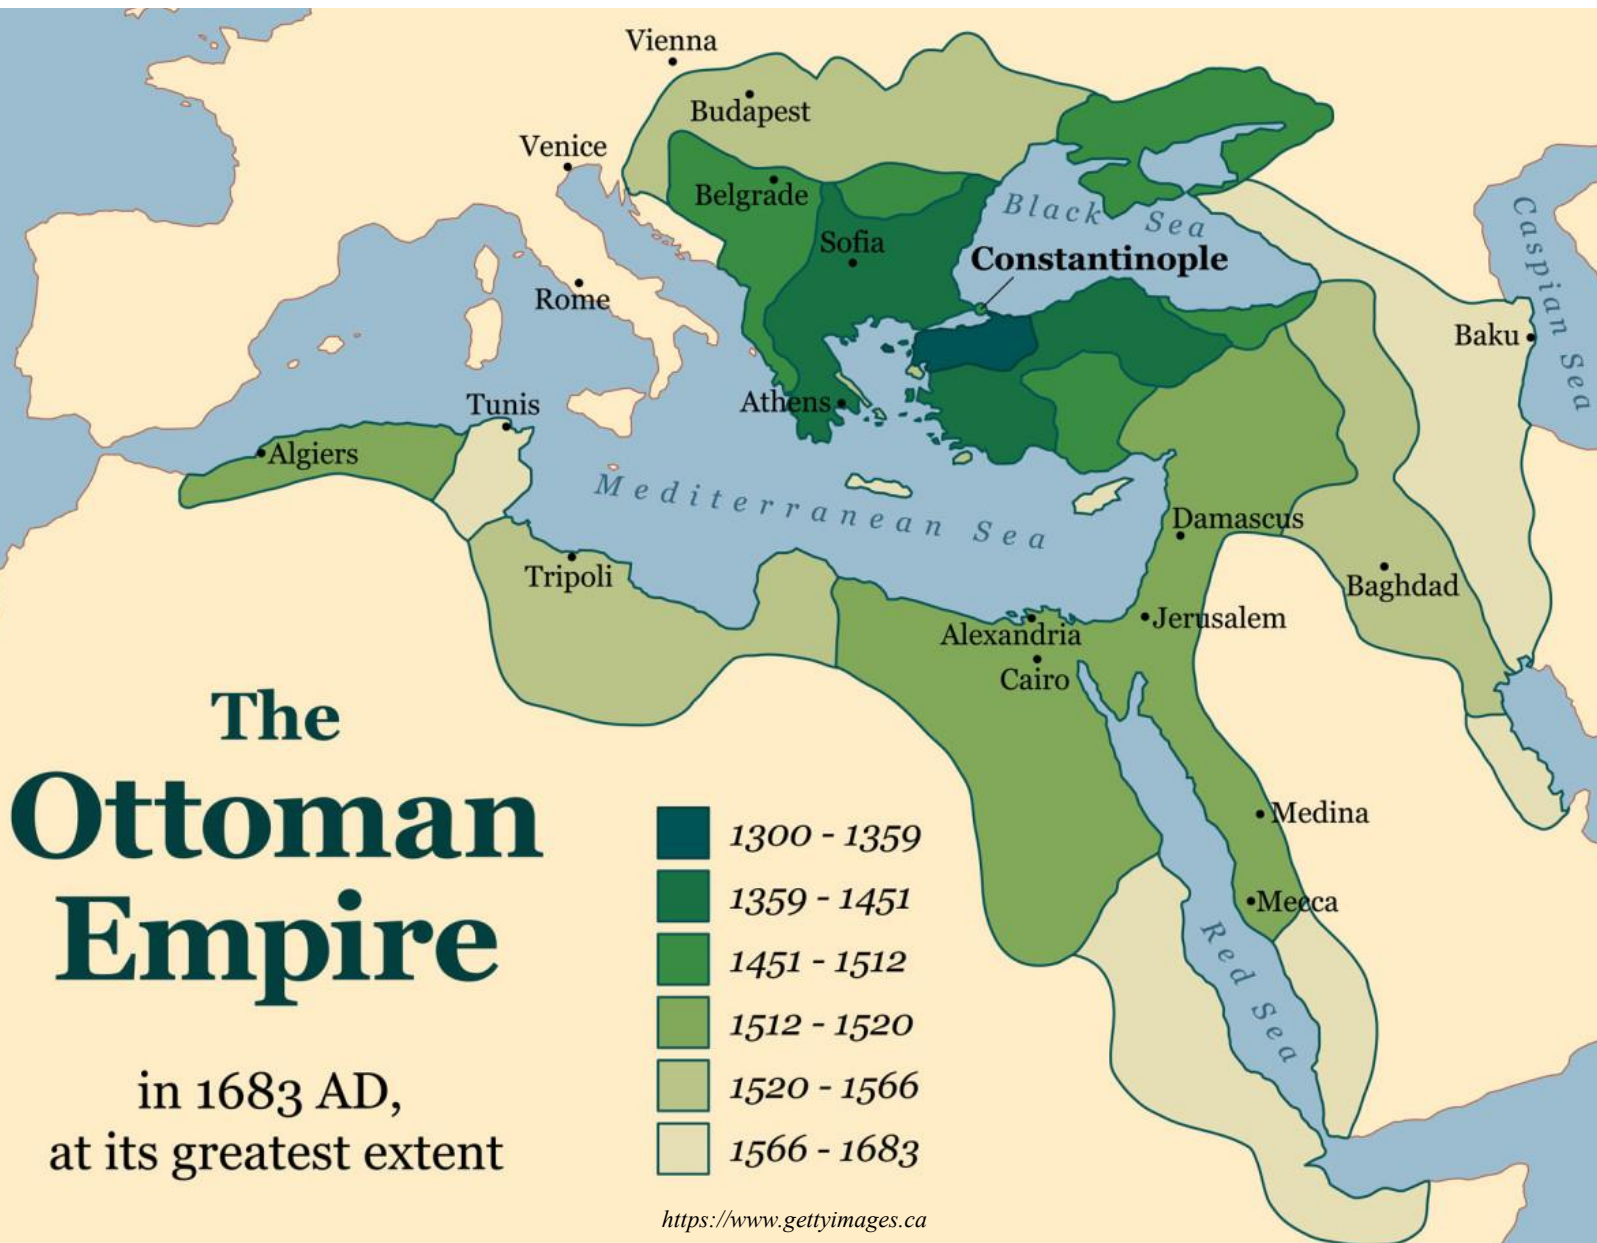 Vienna
Budapest
Venice
Belgrade
Black Sea
Sofia
Constantinople
Caspian Sea
Rome
Baku
Tunis
Athens
Algiers
Mediterranean Sea
Damascus
Tripoli
Baghdad
Jerusalem
Alexandria
Cairo
Medina
Mecca
Red Sea
The
Ottoman
Empire
in 1683 AD,
at its greatest extent
1300 - 1359
1359 - 1451
1451 - 1512
1512 - 1520
1520 - 1566
1566 - 1683
https://www.gettyimages.ca